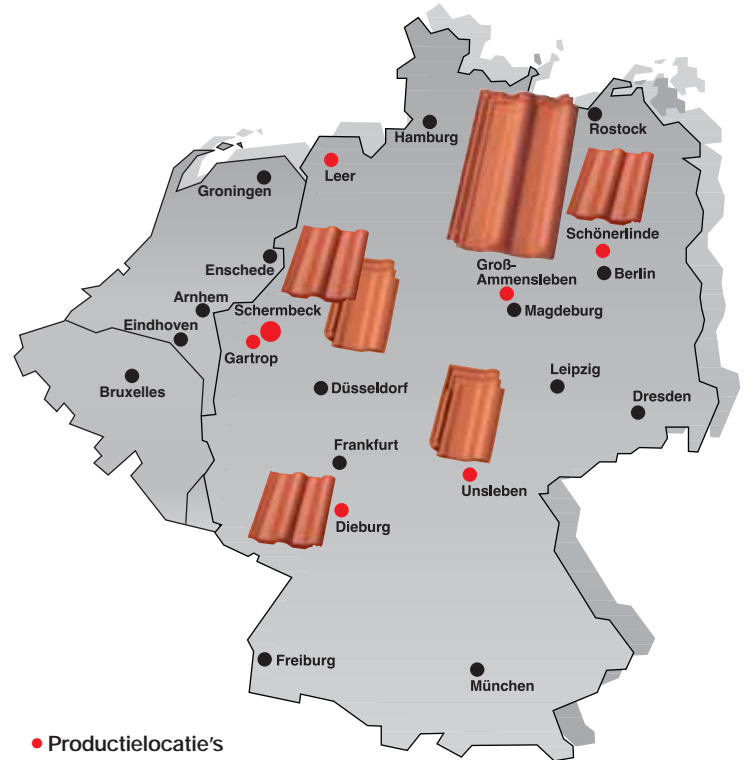 Hamburg
Rostock
Leer
Groningen
Schönerlinde
Enschede
Groß-
Ammensleben
Berlin
Arnhem
Schermbeck
Magdeburg
Eindhoven
Gartrop
Bruxelles
Düsseldorf
Leipzig
Dresden
Frankfurt
Unsleben
Dieburg
Freiburg
München
Productielocatie's